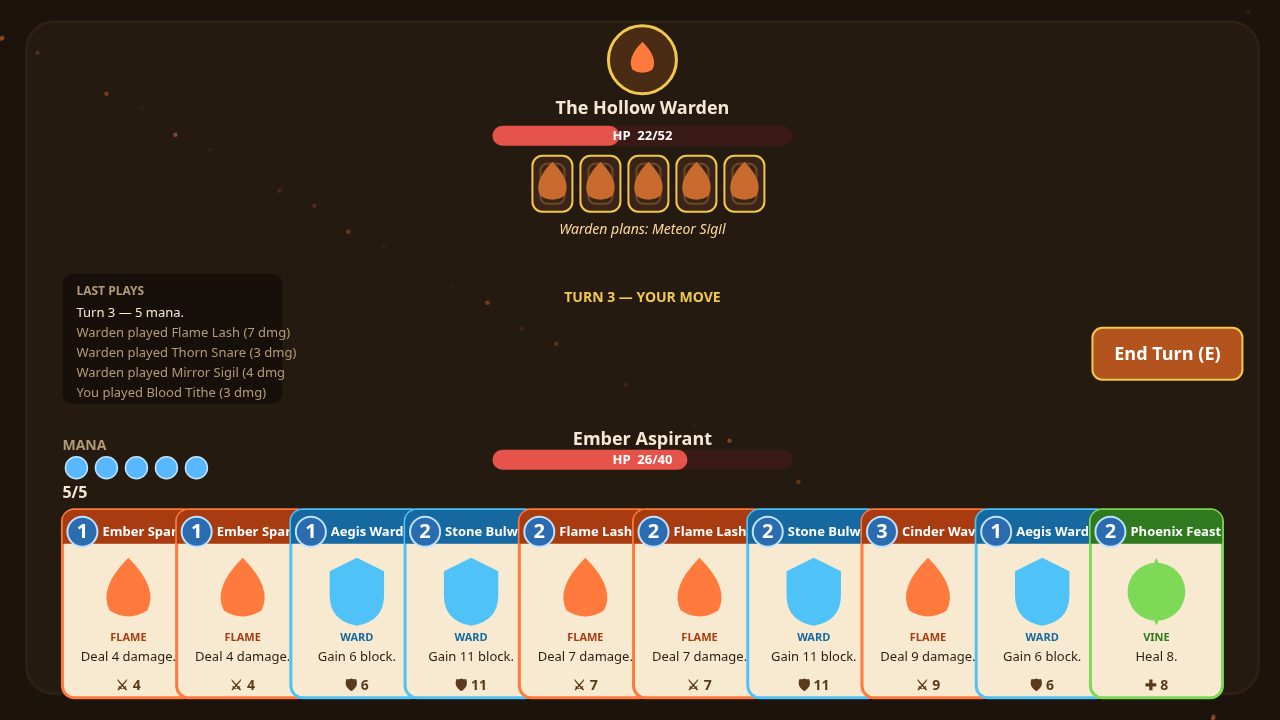 The Hollow Warden
HP 22/52
Warden plans: Meteor Sigil
TURN 3 — YOUR MOVE
LAST PLAYS
Turn 3 — 5 mana.
Warden played Flame Lash (7 dmg)
Warden played Thorn Snare (3 dmg)
Warden played Mirror Sigil (4 dmg
You played Blood Tithe (3 dmg)
End Turn (E)
Ember Aspirant
HP 26/40
MANA
5/5
1 Ember Spar
FLAME
Deal 4 damage.
⚔ 4
1 Ember Spar
FLAME
Deal 4 damage.
⚔ 4
1 Aegis Ward
WARD
Gain 6 block.
6
2 Stone Bulw
WARD
Gain 11 block.
11
2 Flame Lash
FLAME
Deal 7 damage.
⚔ 7
2 Flame Lash
FLAME
Deal 7 damage.
⚔ 7
2 Stone Bulw
WARD
Gain 11 block.
11
3 Cinder Wav
FLAME
Deal 9 damage.
⚔ 9
1 Aegis Ward
WARD
Gain 6 block.
6
2 Phoenix Feast
VINE
Heal 8.
✚ 8